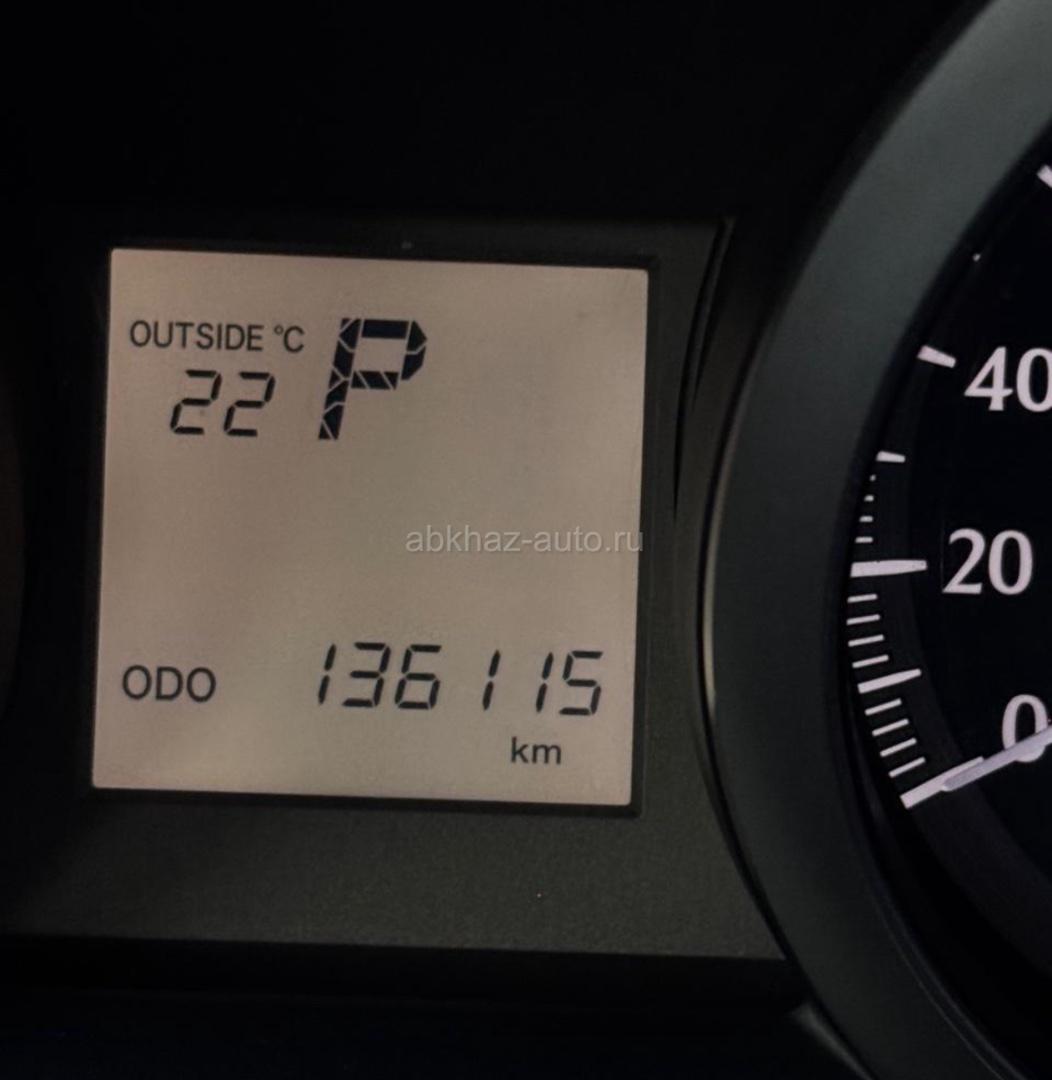 OUTSIDE °C P
22
abkhaz-auto.ru
ODO 136115
km
40
20
0